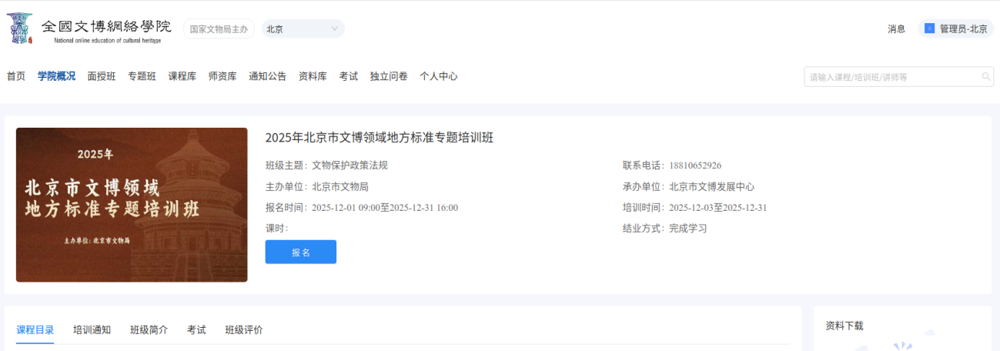 全國文博網絡學院
National online education of cultural heritage
国家文物局主办
北京
消息
管理员-北京
首页 学院概况 面授班 专题班 课程库 师资库 通知公告 资料库 考试 独立问卷 个人中心
请输入课程/培训班/讲师等
2025年
北京市文博领域
地方标准专题培训班
主办单位:北京市文物局
2025年北京市文博领域地方标准专题培训班
班级主题：文物保护政策法规
联系电话：18810652926
主办单位：北京市文物局
承办单位：北京市文博发展中心
报名时间：2025-12-01 09:00至2025-12-31 16:00
培训时间：2025-12-03至2025-12-31
课时：
结业方式：完成学习
报名
课程目录 培训通知 班级简介 考试 班级评价
资料下载